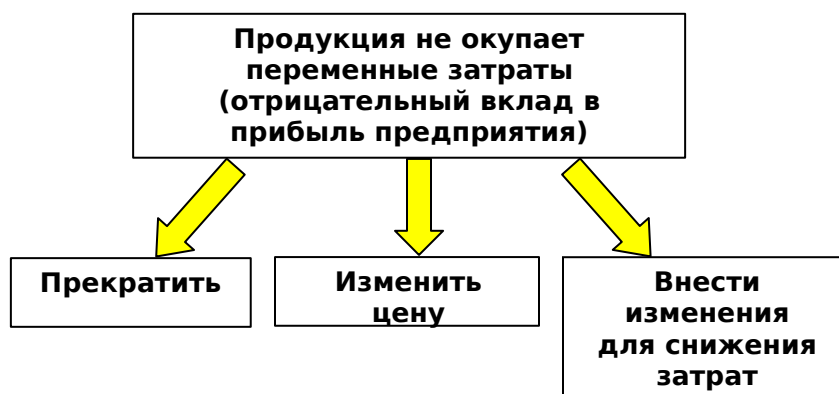 Продукция не окупает
переменные затраты
(отрицательный вклад в
прибыль предприятия)
Прекратить
Изменить
цену
Внести
изменения
для снижения
затрат